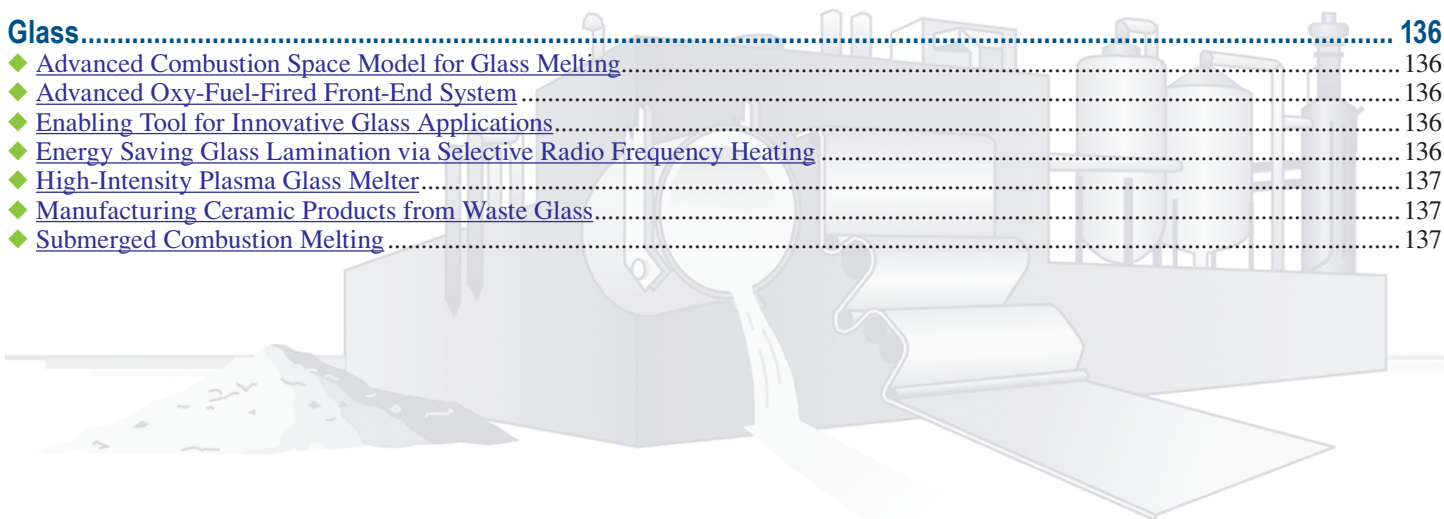 Glass.................................................................................................................................................................................... 136
◆ Advanced Combustion Space Model for Glass Melting.................................................................................................................... 136
◆ Advanced Oxy-Fuel-Fired Front-End System .................................................................................................................................. 136
◆ Enabling Tool for Innovative Glass Applications.............................................................................................................................. 136
◆ Energy Saving Glass Lamination via Selective Radio Frequency Heating ....................................................................................... 136
◆ High-Intensity Plasma Glass Melter.................................................................................................................................................. 137
◆ Manufacturing Ceramic Products from Waste Glass........................................................................................................................ 137
◆ Submerged Combustion Melting ....................................................................................................................................................... 137